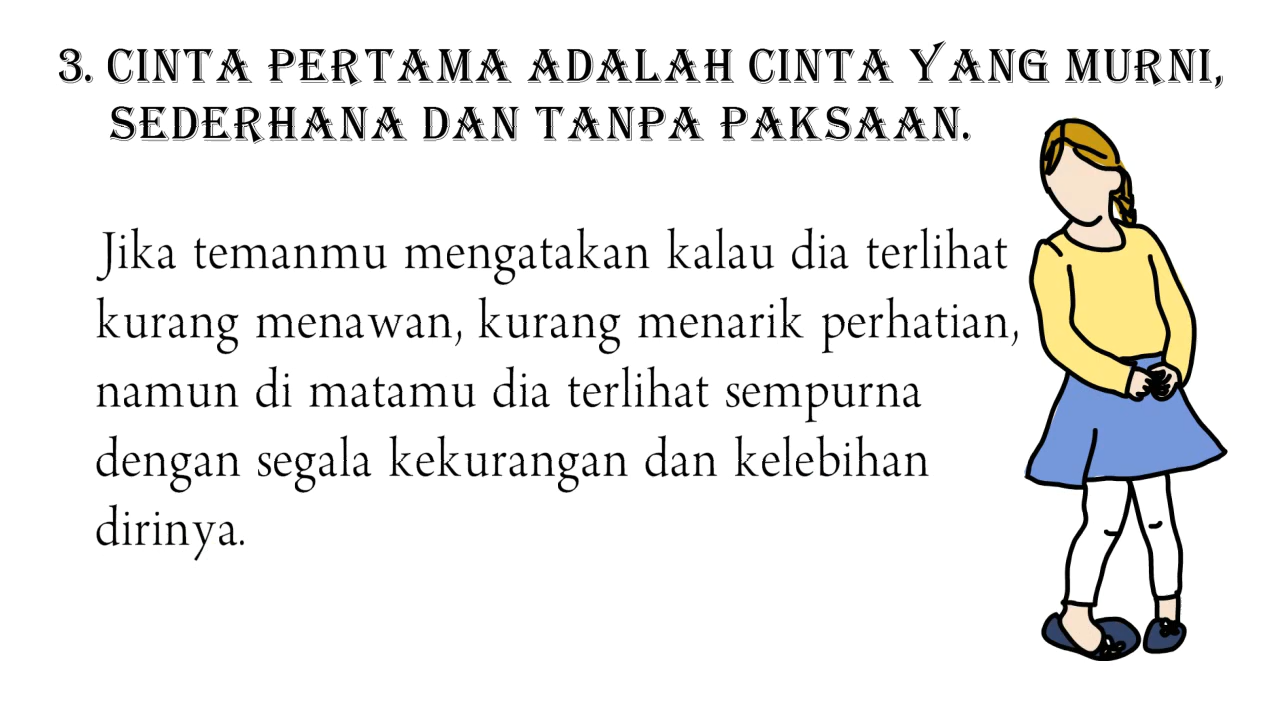 3. CINTA PERTAMA ADALAH CINTA YANG MURNI,
SEDERHANA DAN TANPA PAKSAAN.
Jika temanmu mengatakan kalau dia terlihat
kurang menawan, kurang menarik perhatian,
namun di matamu dia terlihat sempurna
dengan segala kekurangan dan kelebihan
dirinya.